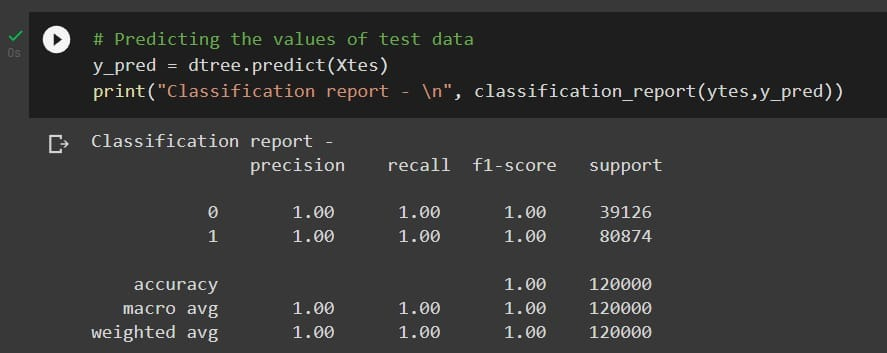 0s
# Predicting the values of test data
y_pred = dtree.predict(Xtes)
print("Classification report - \n", classification_report(ytes,y_pred))
Classification report -
precision recall f1-score support
0 1.00 1.00 1.00 39126
1 1.00 1.00 1.00 80874
accuracy 1.00 120000
macro avg 1.00 1.00 1.00 120000
weighted avg 1.00 1.00 1.00 120000